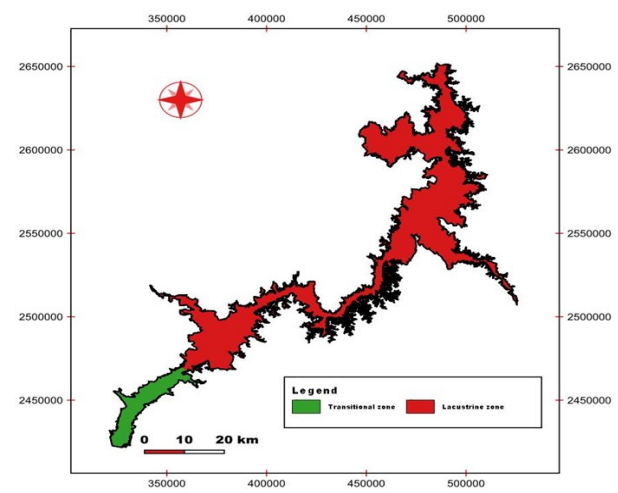 350000 400000 450000 500000
2650000 2650000
2600000 2600000
2550000 2550000
2500000 2500000
2450000 2450000
Legend
Transitional zone Lacustrine zone
0 10 20 km
350000 400000 450000 500000